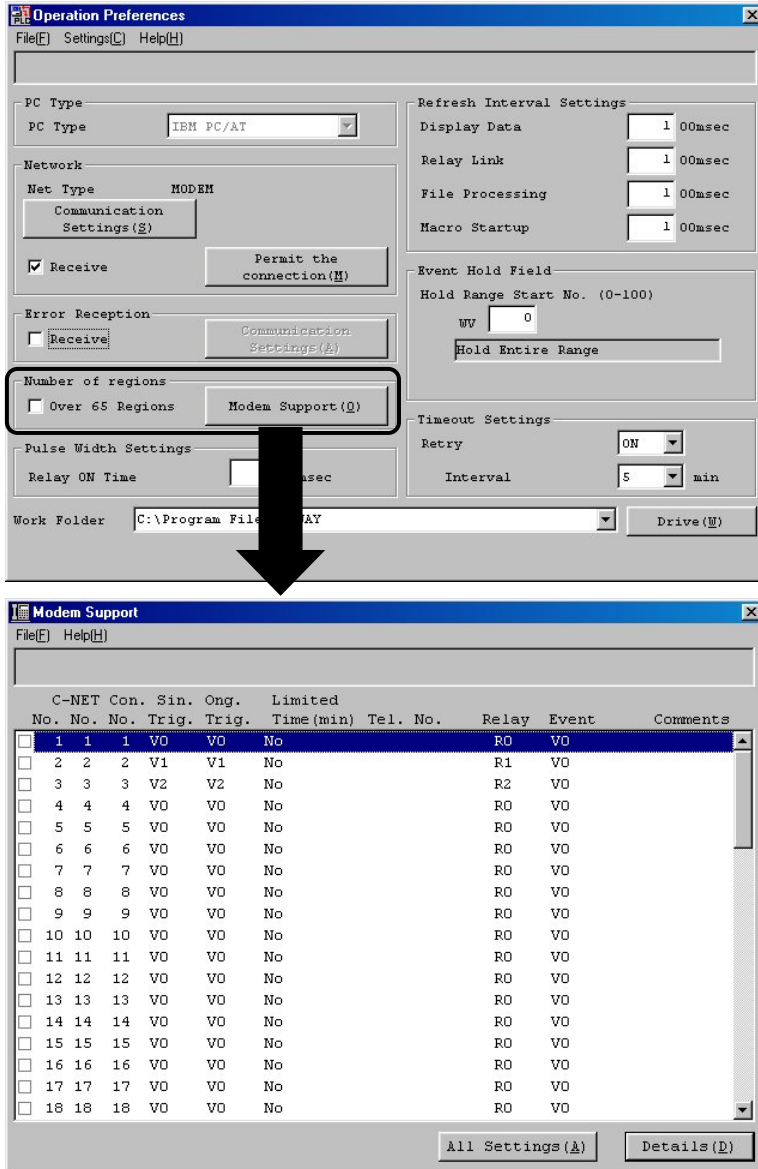 Operation Preferences
File(F) Settings(C) Help(H)
PC Type
PC Type IBM PC/AT
Network
Net Type MODEM
Communication
Settings(S)
Receive
Permit the
connection(M)
Error Reception
Receive
Communication
Settings(A)
Number of regions
Over 65 Regions Modem Support(O)
Pulse Width Settings
Relay ON Time
Refresh Interval Settings
Display Data 1 00msec
Relay Link 1 00msec
File Processing 1 00msec
Macro Startup 1 00msec
Event Hold Field
Hold Range Start No. (0-100)
WV 0
Hold Entire Range
Timeout Settings
Retry ON
Interval 5 min
Work Folder C:\Program Drive(W)
Modem Support
File(F) Help(H)
C-NET Con. Sin. Ong. Limited
No. No. No. Trig. Trig. Time(min) Tel. No. Relay Event Comments
1 1 1 V0 V0 No R0 V0
2 2 2 V1 V1 No R1 V0
3 3 3 V2 V2 No R2 V0
4 4 4 V0 V0 No R0 V0
5 5 5 V0 V0 No R0 V0
6 6 6 V0 V0 No R0 V0
7 7 7 V0 V0 No R0 V0
8 8 8 V0 V0 No R0 V0
9 9 9 V0 V0 No R0 V0
10 10 10 V0 V0 No R0 V0
11 11 11 V0 V0 No R0 V0
12 12 12 V0 V0 No R0 V0
13 13 13 V0 V0 No R0 V0
14 14 14 V0 V0 No R0 V0
15 15 15 V0 V0 No R0 V0
16 16 16 V0 V0 No R0 V0
17 17 17 V0 V0 No R0 V0
18 18 18 V0 V0 No R0 V0
All Settings(A) Details(D)